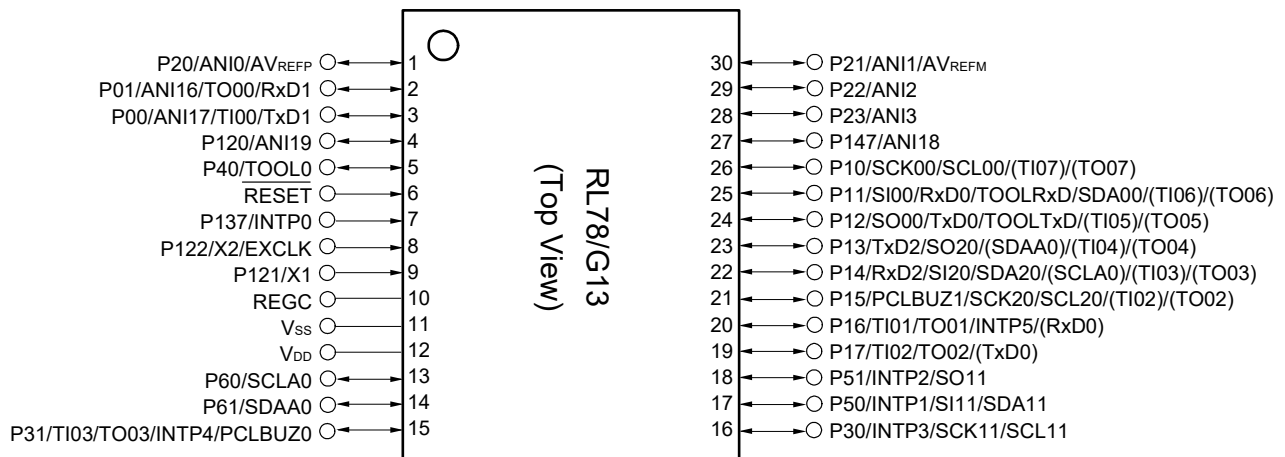 P20/ANI0/AVREFP 1
P01/ANI16/TO00/RxD1 2
P00/ANI17/TI00/TxD1 3
P120/ANI19 4
P40/TOOL0 5
RESET 6
P137/INTP0 7
P122/X2/EXCLK 8
P121/X1 9
REGC 10
VSS 11
VDD 12
P60/SCLA0 13
P61/SDAA0 14
P31/TI03/TO03/INTP4/PCLBUZ0 15
RL78/G13
(Top View)
30 P21/ANI1/AVREFM
29 P22/ANI2
28 P23/ANI3
27 P147/ANI18
26 P10/SCK00/SCL00/(TI07)/(TO07)
25 P11/SI00/RxD0/TOOLRxD/SDA00/(TI06)/(TO06)
24 P12/SO00/TxD0/TOOLTxD/(TI05)/(TO05)
23 P13/TxD2/SO20/(SDAA0)/(TI04)/(TO04)
22 P14/RxD2/SI20/SDA20/(SCLA0)/(TI03)/(TO03)
21 P15/PCLBUZ1/SCK20/SCL20/(TI02)/(TO02)
20 P16/TI01/TO01/INTP5/(RxD0)
19 P17/TI02/TO02/(TxD0)
18 P51/INTP2/SO11
17 P50/INTP1/SI11/SDA11
16 P30/INTP3/SCK11/SCL11